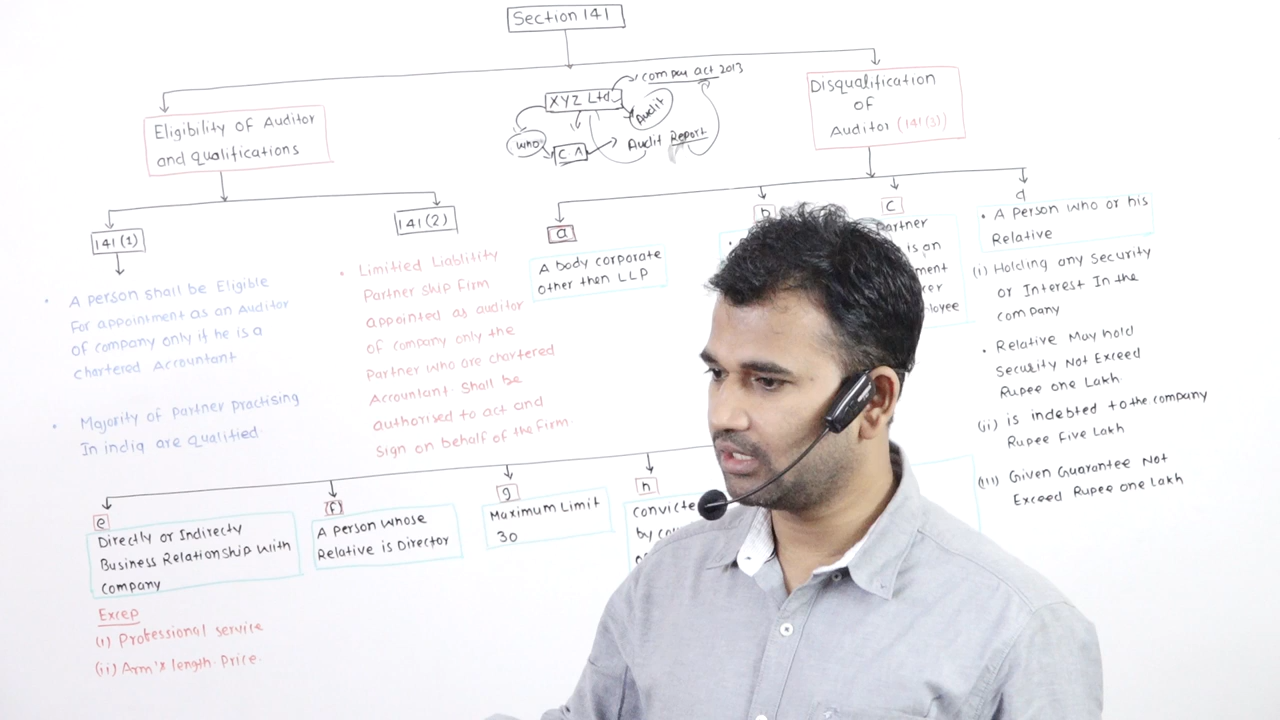 Section 141
compay act 2013
XYZ Ltd.
Audit
who
CA
Audit Report
Eligibility of Auditor
and qualifications
Disqualification
OF
Auditor (141(3))
141(1)
• A person shall be Eligible
For appointment as an Auditor
of company only if he is a
chartered Accountant
• Majority of Partner practising
In india are qualified
141(2)
• Limitied Liablitity
Partner ship firm
appointed as auditor
of company only the
Partner who are chartered
Accountant. Shall be
authorised to act and
Sign on behalf of the firm.
a
A body corporate
other then LLP
b
c
Partner
is an
d
• A Person who or his
Relative
(i) Holding any Security
or Interest In the
company
• Relative May hold
Security Not Exceed
Rupee one Lakh.
(ii) is indebted to the company
Rupee Five Lakh
(iii) Given Guarantee Not
Exceed Rupee one Lakh
e
Directly or Indirecty
Business Relationship with
Company
Excep
(i) Professional service
(ii) Arm's length Price.
(f)
A person whose
Relative is Director
g
Maximum Limit
30
h